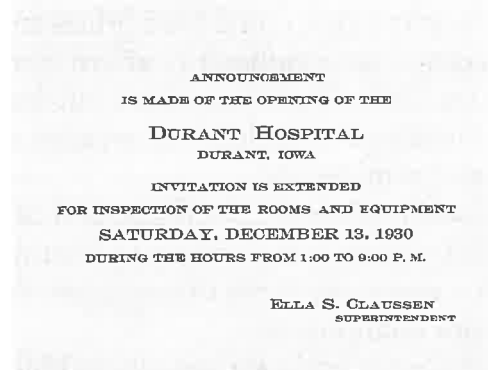 ANNOUNCEMENT
IS MADE OF THE OPENING OF THE
DURANT HOSPITAL
DURANT, IOWA
INVITATION IS EXTENDED
FOR INSPECTION OF THE ROOMS AND EQUIPMENT
SATURDAY, DECEMBER 13, 1930
DURING THE HOURS FROM 1:00 TO 9:00 P. M.
ELLA S. CLAUSSEN
SUPERINTENDENT